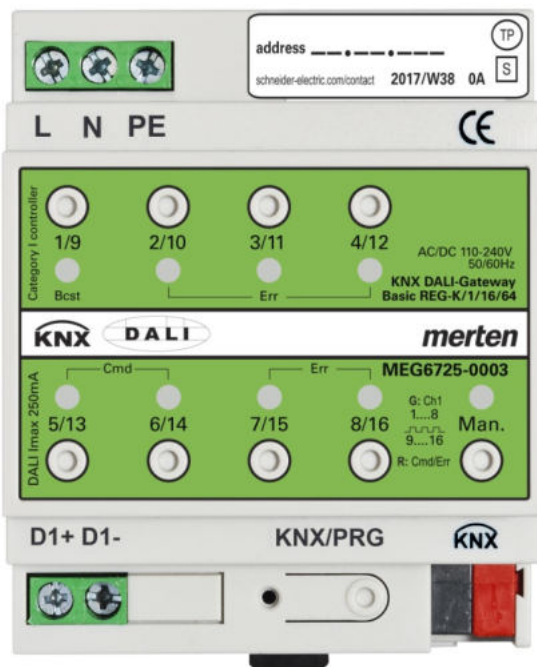 address __.__.___
TP
schneider-electric.com/contact 2017/W38 0A S
L N PE CE
Category I controller
1/9 2/10 3/11 4/12
AC/DC 110-240V
50/60Hz
Bcst Err
KNX DALI-Gateway
Basic REG-K/1/16/64
KNX DALI merten
DALI Imax 250mA
Cmd Err MEG6725-0003
G: Ch1
1....8
5/13 6/14 7/15 8/16 Man.
9....16
R: Cmd/Err
D1+ D1- KNX/PRG KNX